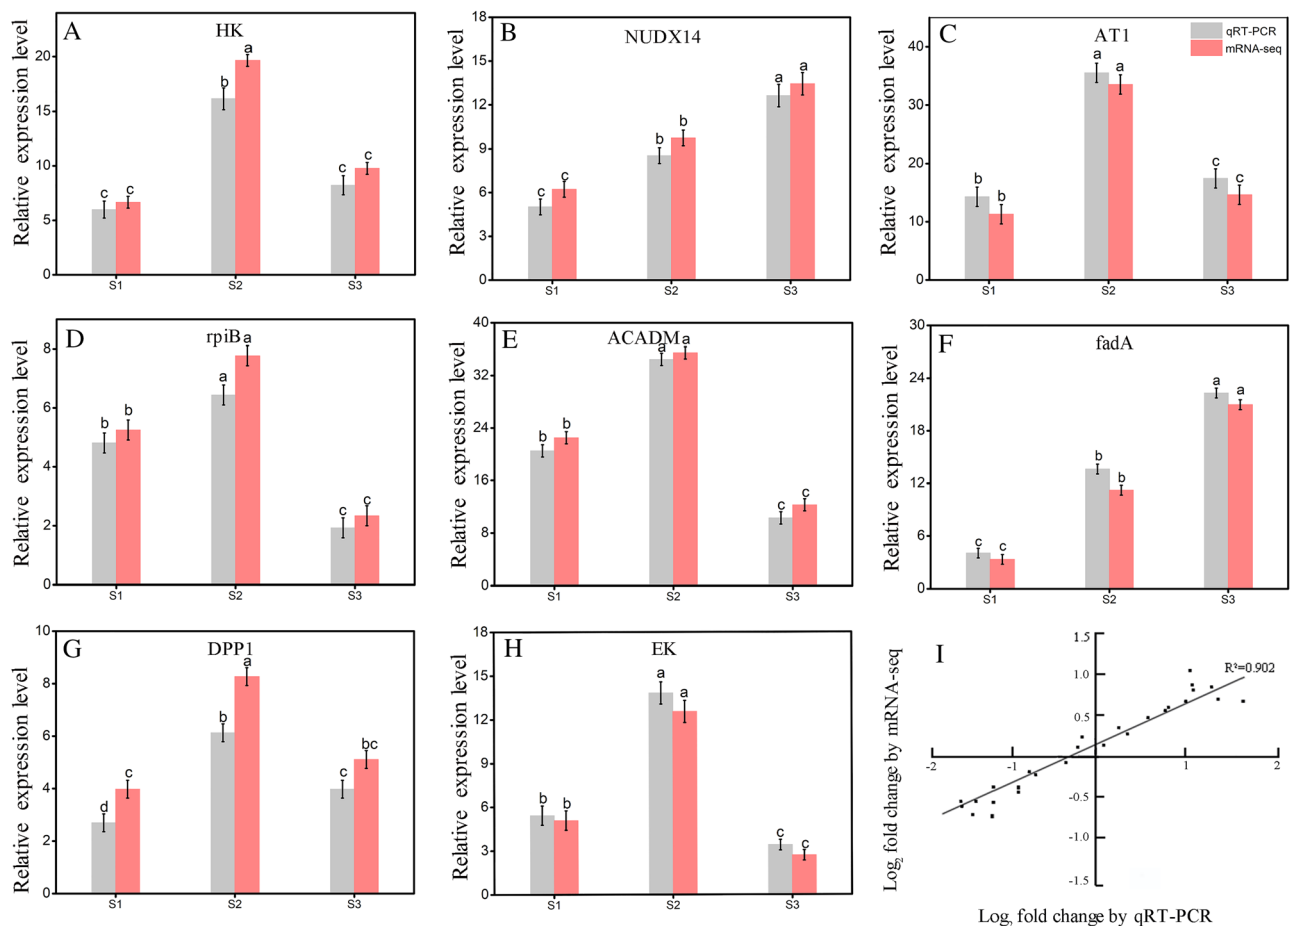 A
HK
Relative expression level
20
15
10
5
0
c
c
b
a
c
c
S1
S2
S3
B
NUDX14
Relative expression level
18
15
12
9
6
3
0
c
c
b
b
a
a
S1
S2
S3
C
AT1
qRT-PCR
mRNA-seq
Relative expression level
40
30
20
10
0
b
c
a
a
c
c
S1
S2
S3
D
rpiB
Relative expression level
8
6
4
2
0
b
b
a
a
c
c
S1
S2
S3
E
ACADM
Relative expression level
40
32
24
16
8
0
b
b
a
a
c
c
S1
S2
S3
F
fadA
Relative expression level
30
24
18
12
6
0
c
c
b
b
a
a
S1
S2
S3
G
DPP1
Relative expression level
10
8
6
4
2
0
d
c
b
a
c
bc
S1
S2
S3
H
EK
Relative expression level
18
15
12
9
6
3
0
b
b
a
a
c
c
S1
S2
S3
I
R²=0.902
Log₂ fold change by mRNA-seq
1.5
1.0
0.5
-0.5
-1.0
-1.5
-2
-1
1
2
Log, fold change by qRT-PCR